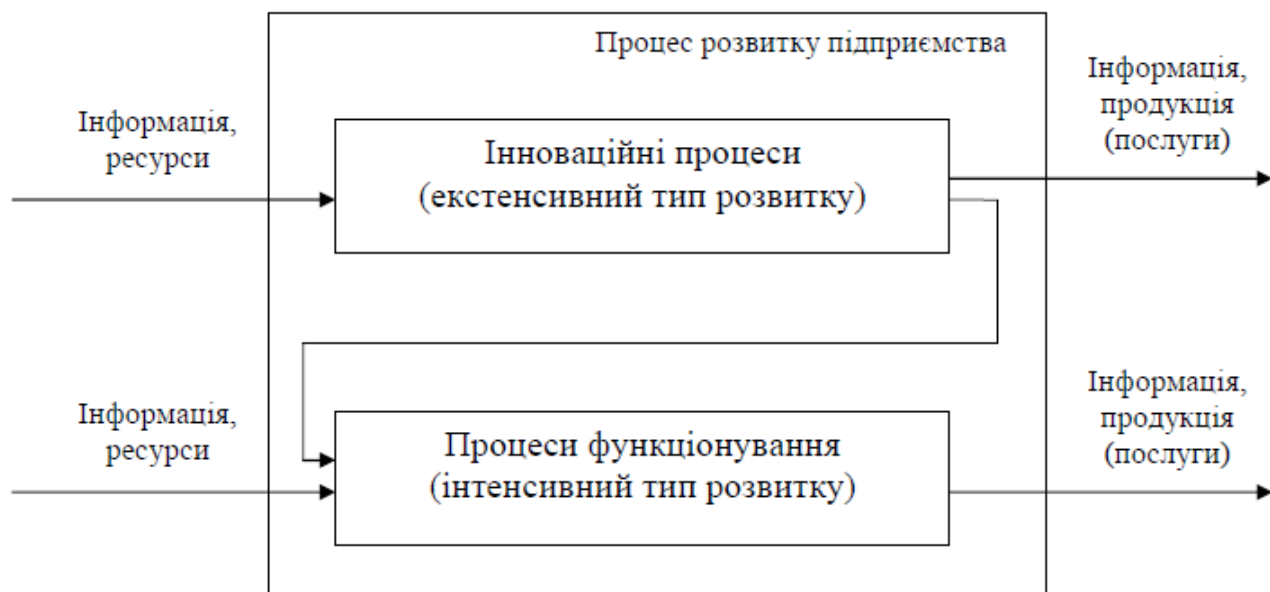 Процес розвитку підприємства
Інформація,
ресурси
Інноваційні процеси
(екстенсивний тип розвитку)
Інформація,
продукція
(послуги)
Інформація,
ресурси
Процеси функціонування
(інтенсивний тип розвитку)
Інформація,
продукція
(послуги)